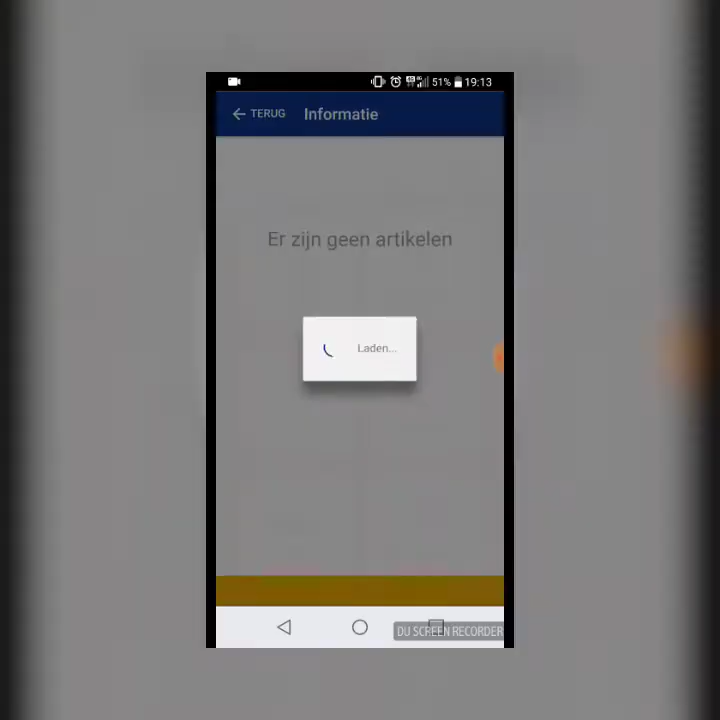 51% 19:13
TERUG Informatie
Er zijn geen artikelen
Laden...
DU SCREEN RECORDER